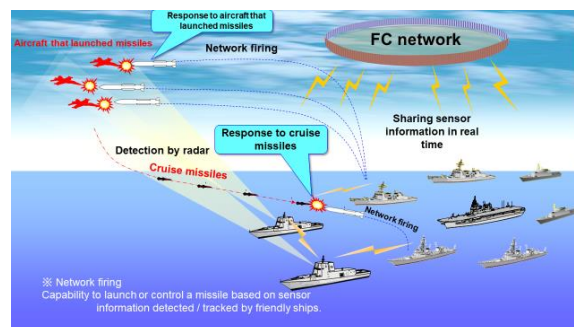 Response to aircraft that
launched missiles
Aircraft that launched missiles
Network firing
FC network
Sharing sensor
information in real
time
Response to cruise
missiles
Detection by radar
Cruise missiles
Network firing
※ Network firing
Capability to launch or control a missile based on sensor
information detected / tracked by friendly ships.